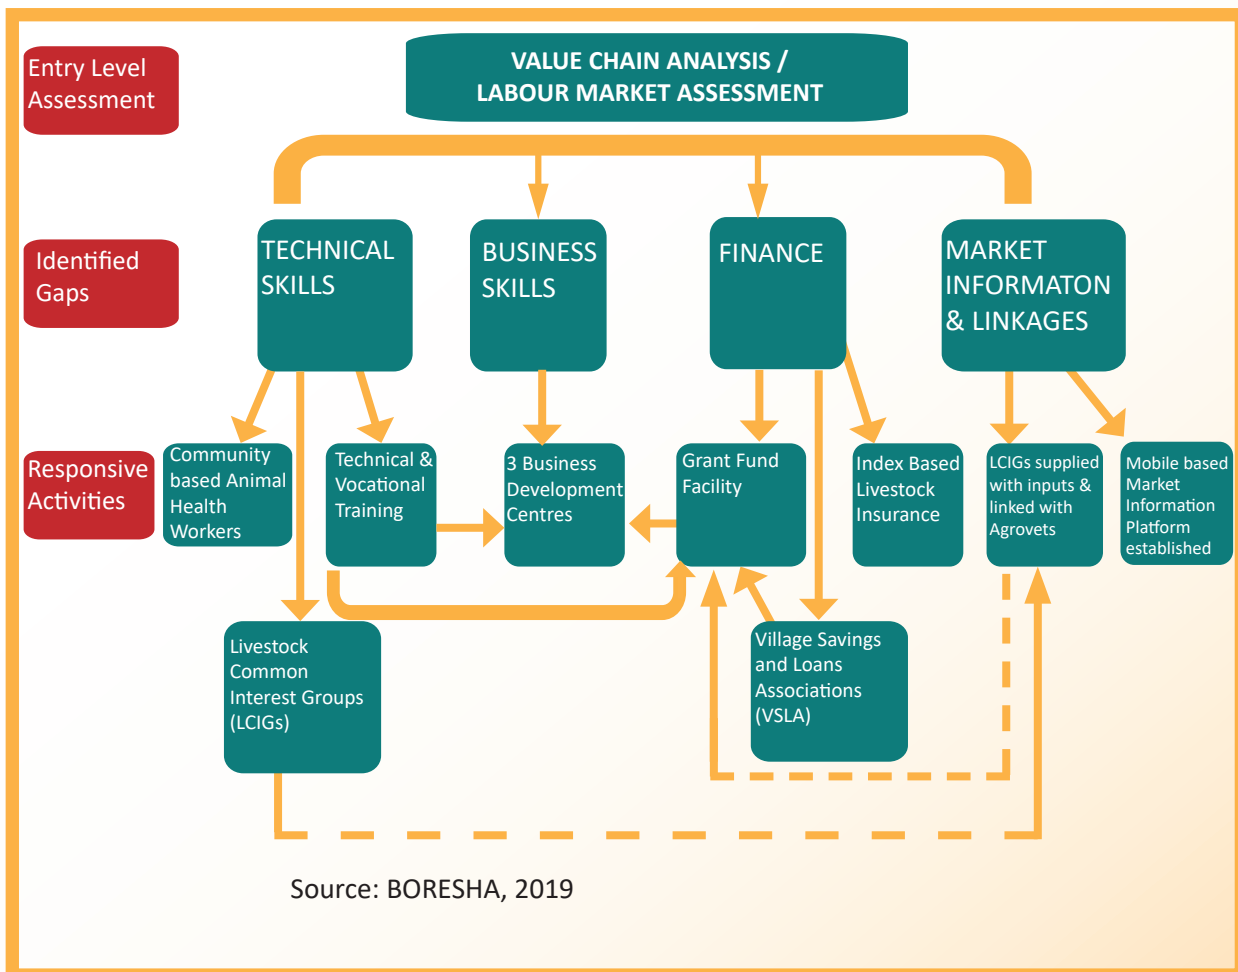 Entry Level
Assessment
VALUE CHAIN ANALYSIS /
LABOUR MARKET ASSESSMENT
Identified
Gaps
TECHNICAL
SKILLS
BUSINESS
SKILLS
FINANCE
MARKET
INFORMATON
& LINKAGES
Responsive
Activities
Community
based Animal
Health
Workers
Technical &
Vocational
Training
3 Business
Development
Centres
Grant Fund
Facility
Index Based
Livestock
Insurance
LCIGs supplied
with inputs &
linked with
Agrovets
Mobile based
Market
Information
Platform
established
Livestock
Common
Interest Groups
(LCIGs)
Village Savings
and Loans
Associations
(VSLA)
Source: BORESHA, 2019